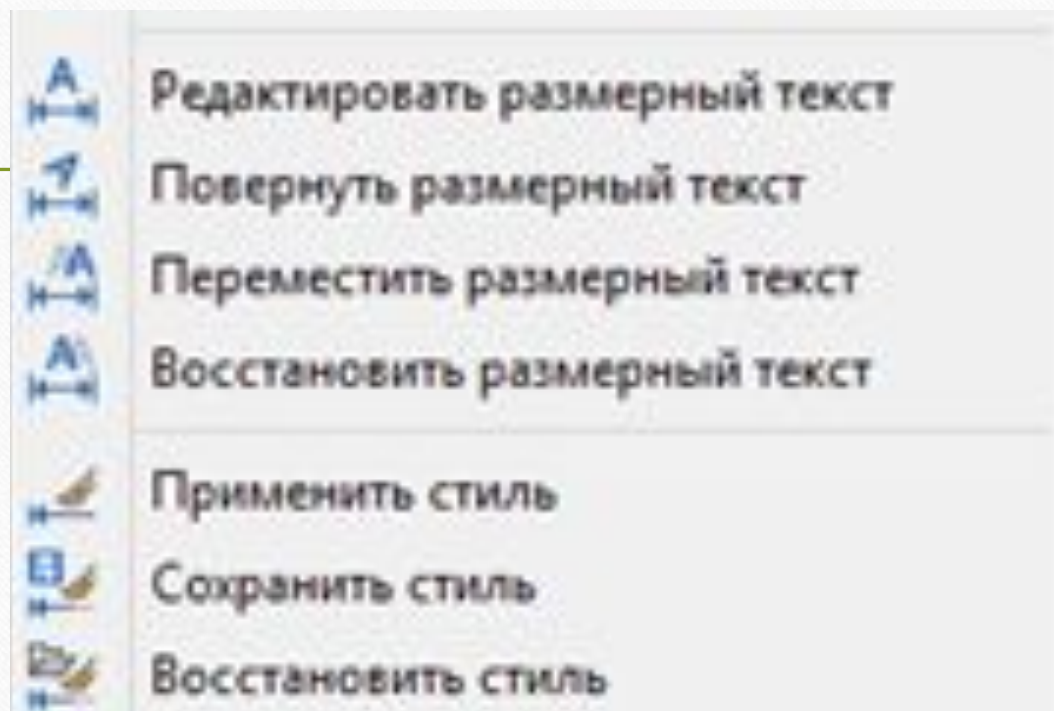 Редактировать размерный текст
Повернуть размерный текст
Переместить размерный текст
Восстановить размерный текст
Применить стиль
Сохранить стиль
Восстановить стиль